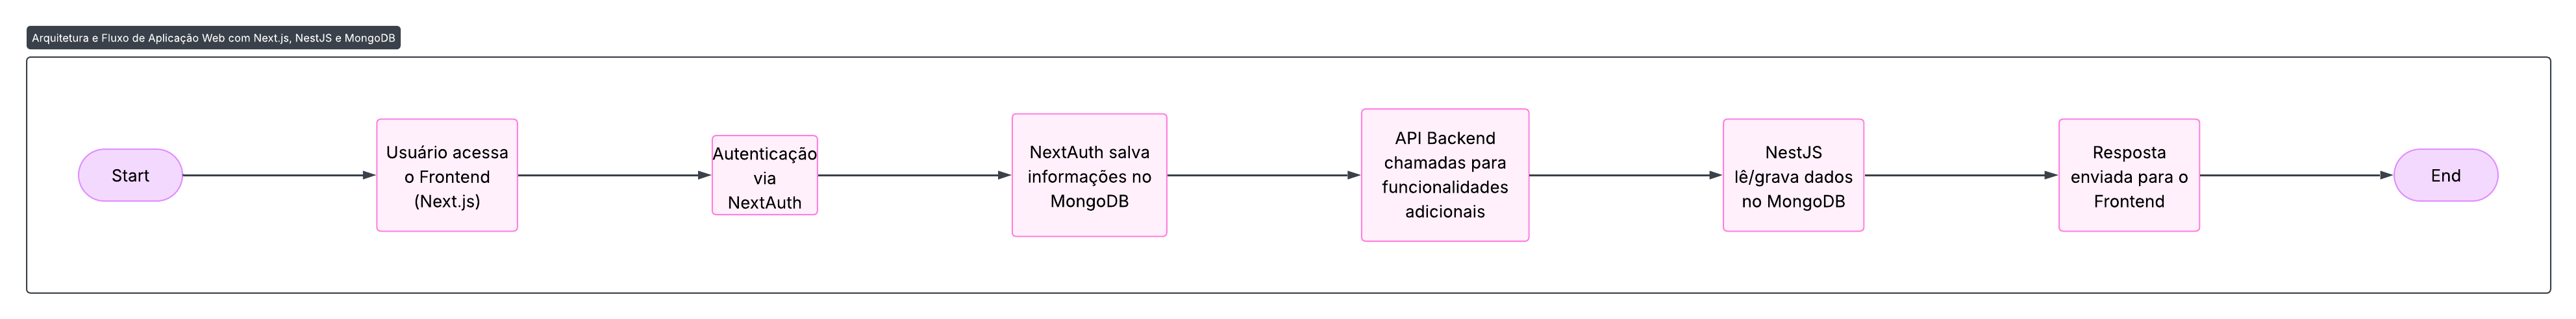 Arquitetura e Fluxo de Aplicação Web com Next.js, NestJS e MongoDB
Start
Usuário acessa
o Frontend
(Next.js)
Autenticação
via
NextAuth
NextAuth salva
informações no
MongoDB
API Backend
chamadas para
funcionalidades
adicionais
NestJS
lê/grava dados
no MongoDB
Resposta
enviada para o
Frontend
End